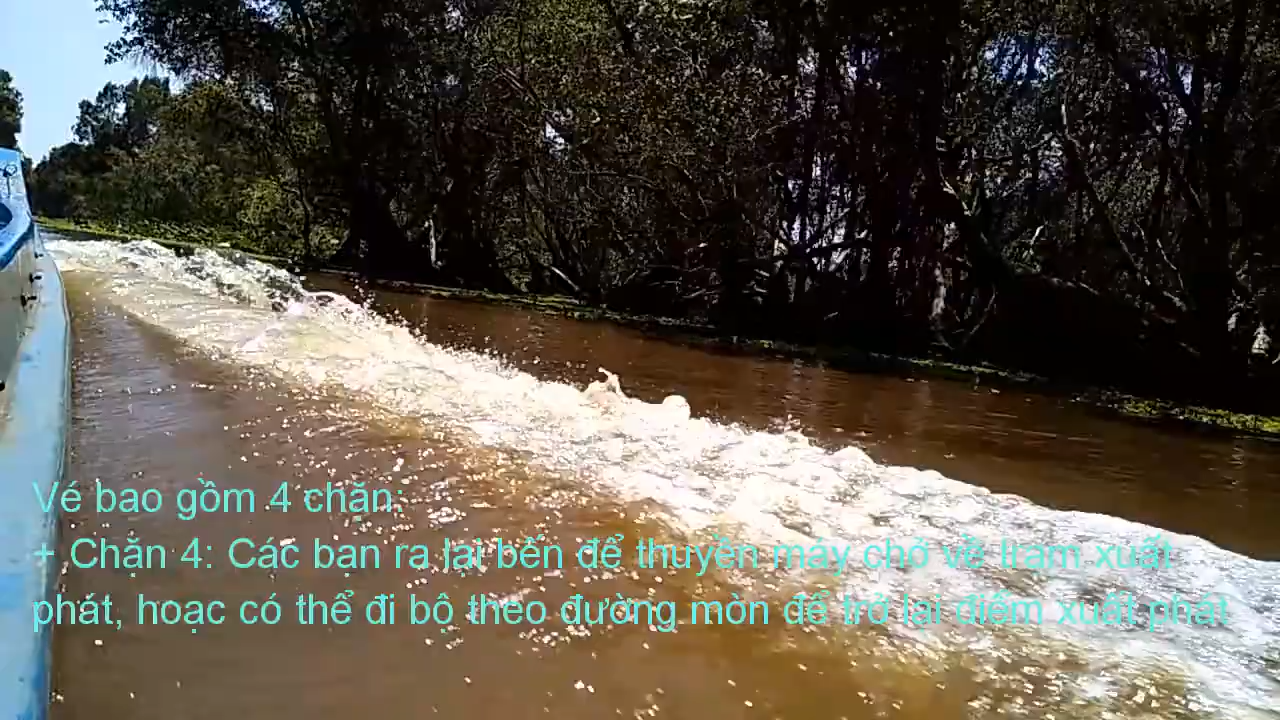 Vé bao gồm 4 chặn:
+ Chặn 4: Các bạn ra lại bến để thuyền máy chở về trạm xuất
phát, hoặc có thể đi bộ theo đường mòn để trở lại điểm xuất phát